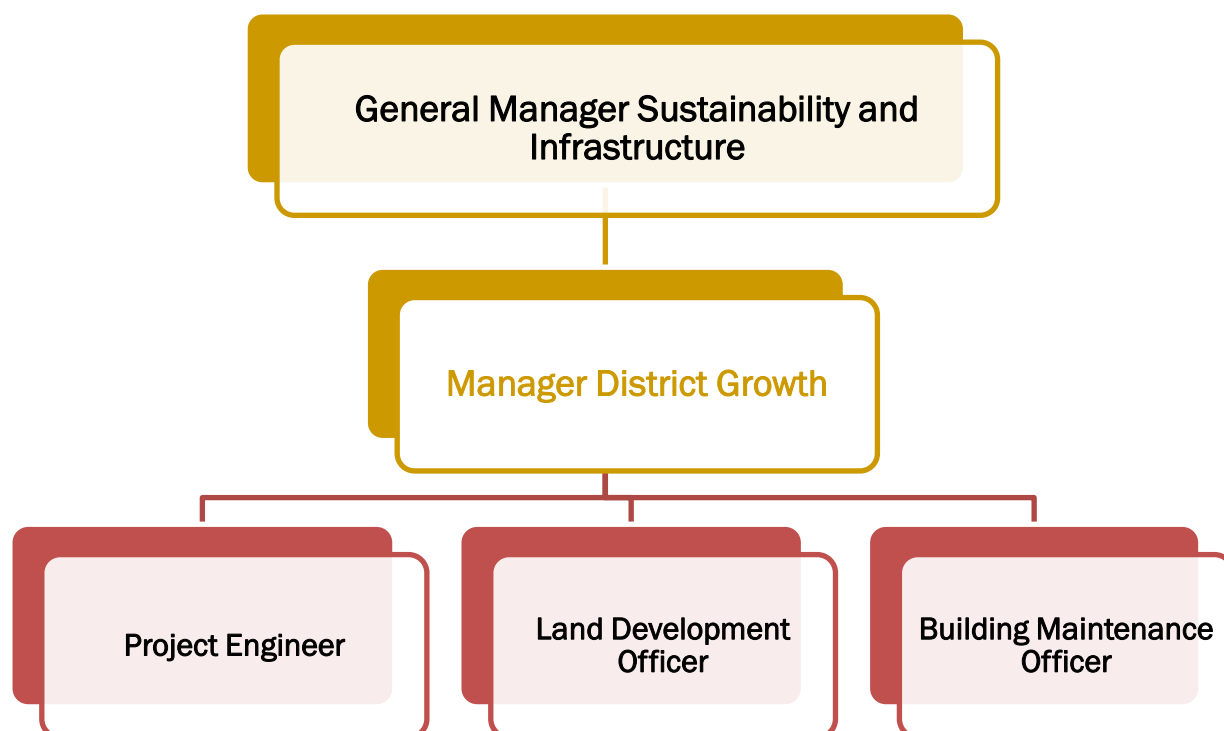 General Manager Sustainability and
Infrastructure
Manager District Growth
Project Engineer
Land Development
Officer
Building Maintenance
Officer